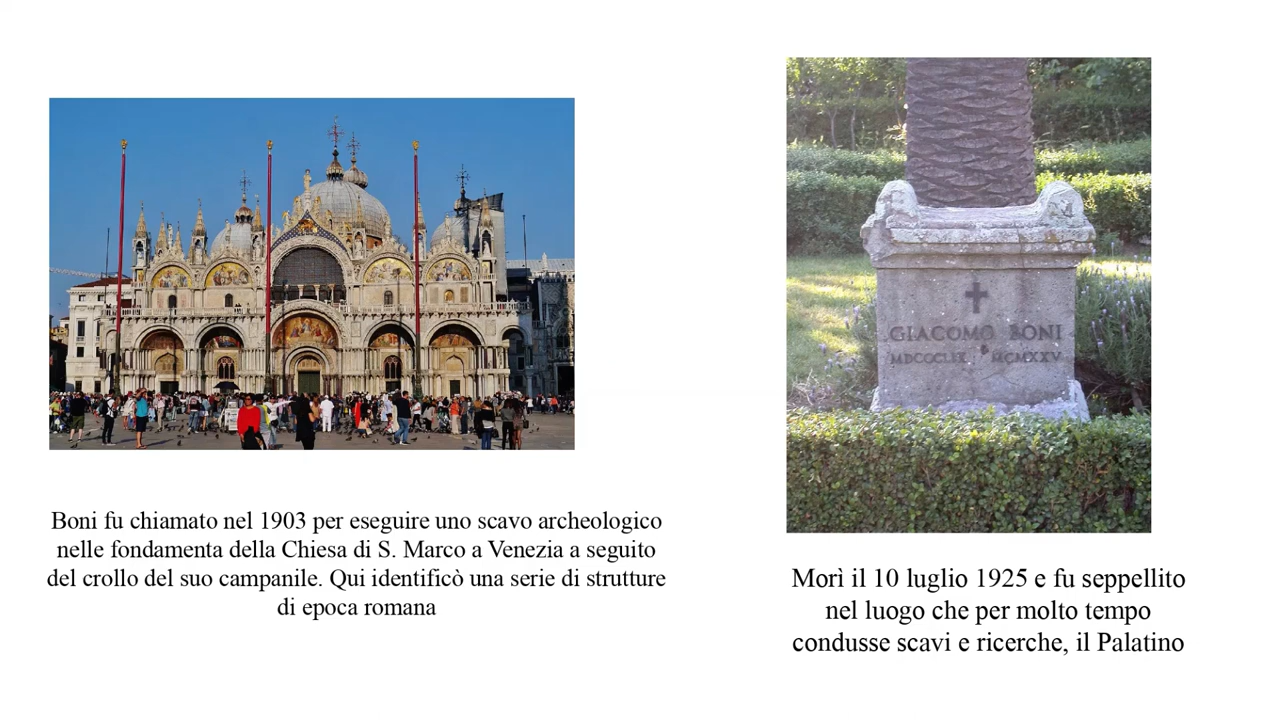 Boni fu chiamato nel 1903 per eseguire uno scavo archeologico
nelle fondamenta della Chiesa di S. Marco a Venezia a seguito
del crollo del suo campanile. Qui identificò una serie di strutture
di epoca romana
GIACOMO BONI
MDCCCLIX MCMXXV
Morì il 10 luglio 1925 e fu seppellito
nel luogo che per molto tempo
condusse scavi e ricerche, il Palatino